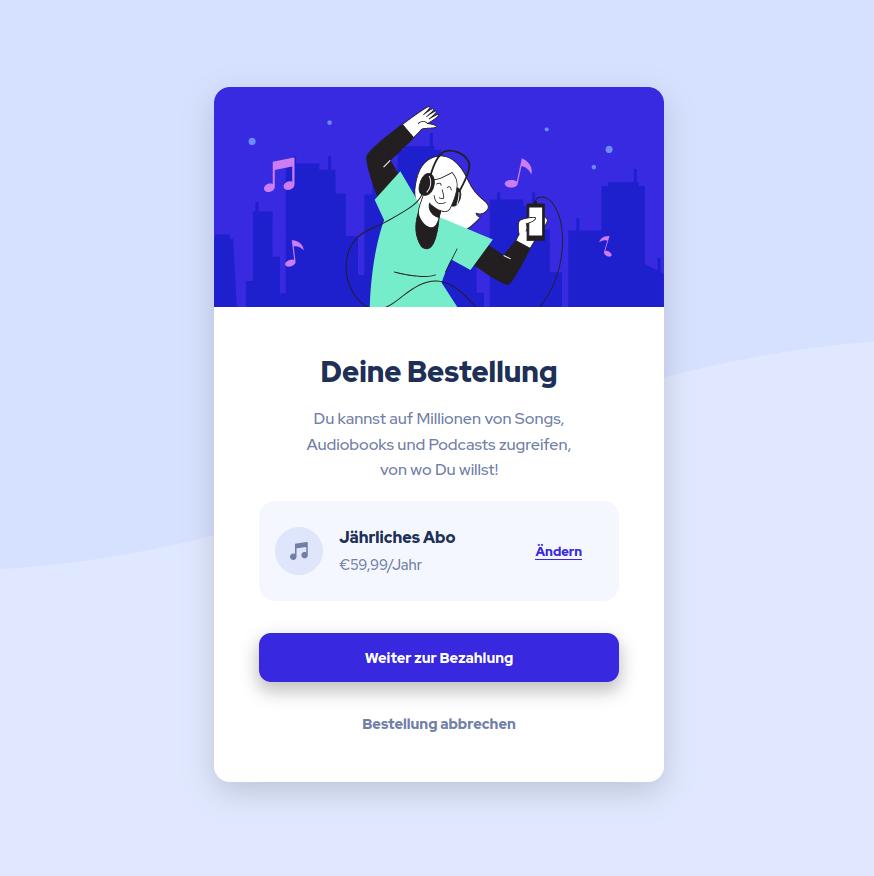 Deine Bestellung
Du kannst auf Millionen von Songs,
Audiobooks und Podcasts zugreifen,
von wo Du willst!
Jährliches Abo
€59,99/Jahr
Ändern
Weiter zur Bezahlung
Bestellung abbrechen